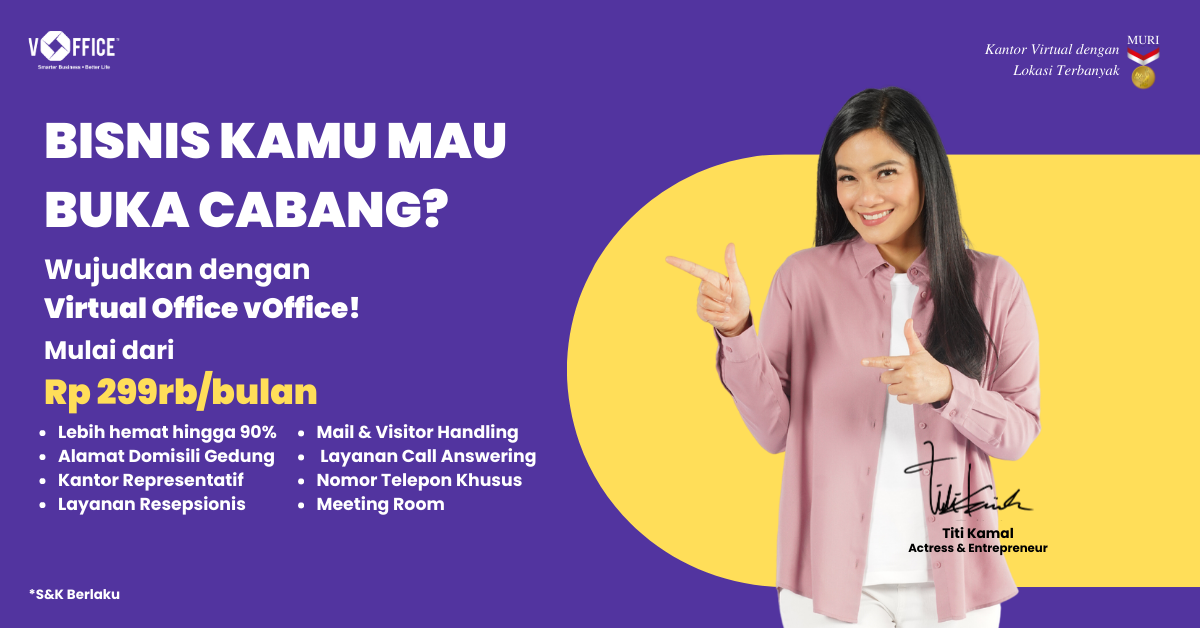 VOFFICE
Smarter Business • Better Life
Kantor Virtual dengan
Lokasi Terbanyak
MURI
BISNIS KAMU MAU
BUKA CABANG?
Wujudkan dengan
Virtual Office vOffice!
Mulai dari
Rp 299rb/bulan
• Lebih hemat hingga 90%
• Alamat Domisili Gedung
• Kantor Representatif
• Layanan Resepsionis
• Mail & Visitor Handling
• Layanan Call Answering
• Nomor Telepon Khusus
• Meeting Room
Titi Kamal
Titi Kamal
Actress & Entrepreneur
*S&K Berlaku